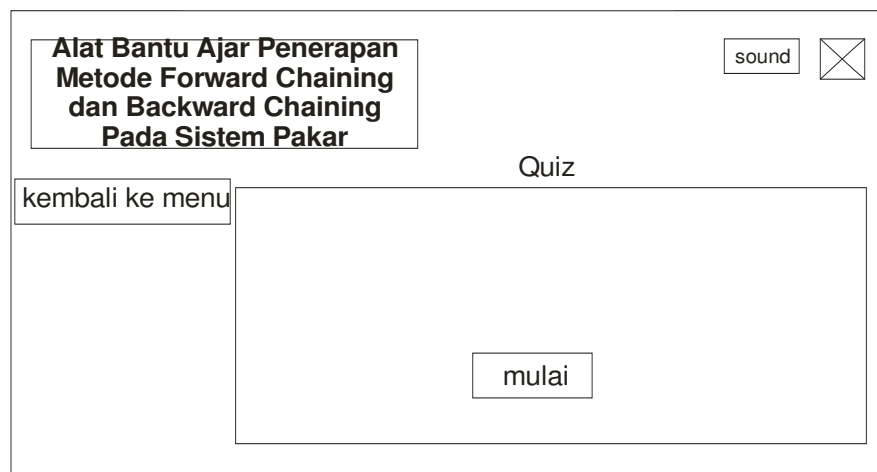 Alat Bantu Ajar Penerapan
Metode Forward Chaining
dan Backward Chaining
Pada Sistem Pakar
sound
Quiz
kembali ke menu
mulai